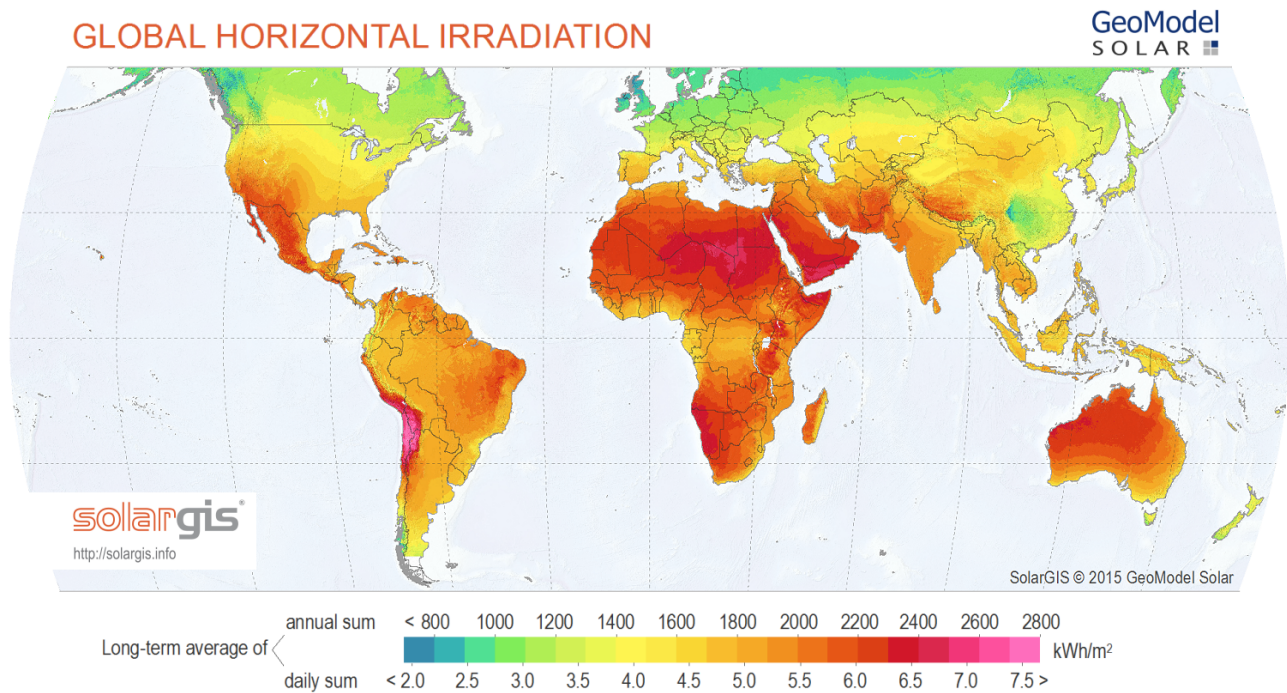 GLOBAL HORIZONTAL IRRADIATION
GeoModel
SOLAR
solargis®
http://solargis.info
SolarGIS © 2015 GeoModel Solar
Long-term average of
annual sum < 800 1000 1200 1400 1600 1800 2000 2200 2400 2600 2800
kWh/m²
daily sum < 2.0 2.5 3.0 3.5 4.0 4.5 5.0 5.5 6.0 6.5 7.0 7.5 >